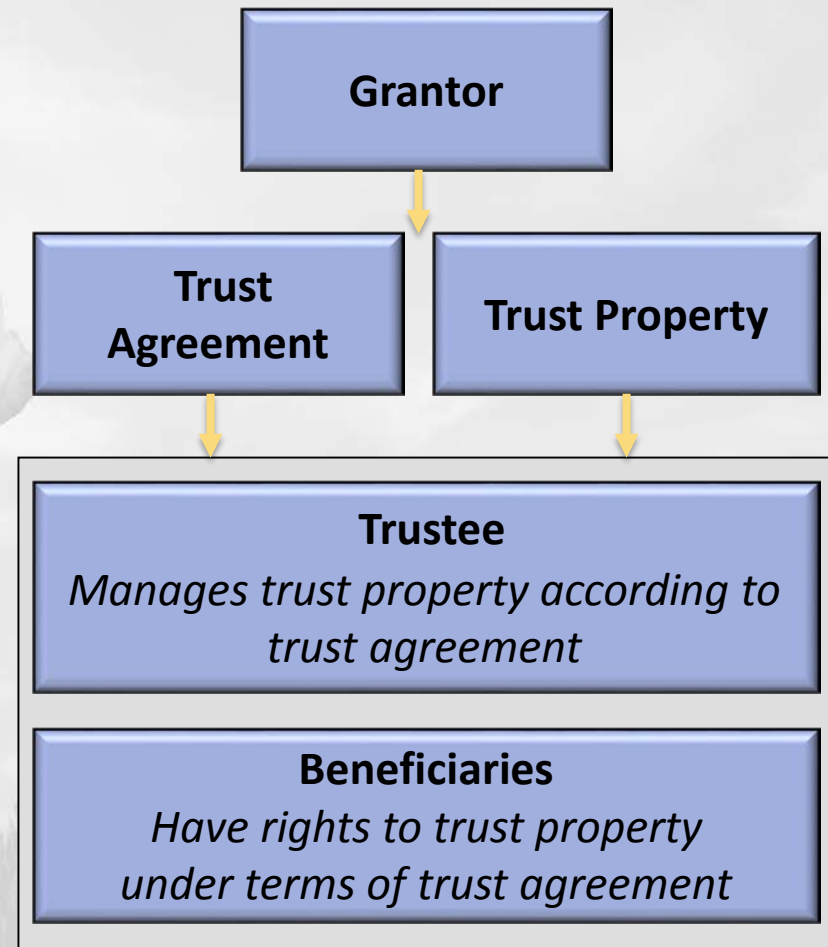 Grantor
Trust
Agreement
Trust Property
Trustee
Manages trust property according to
trust agreement
Beneficiaries
Have rights to trust property
under terms of trust agreement